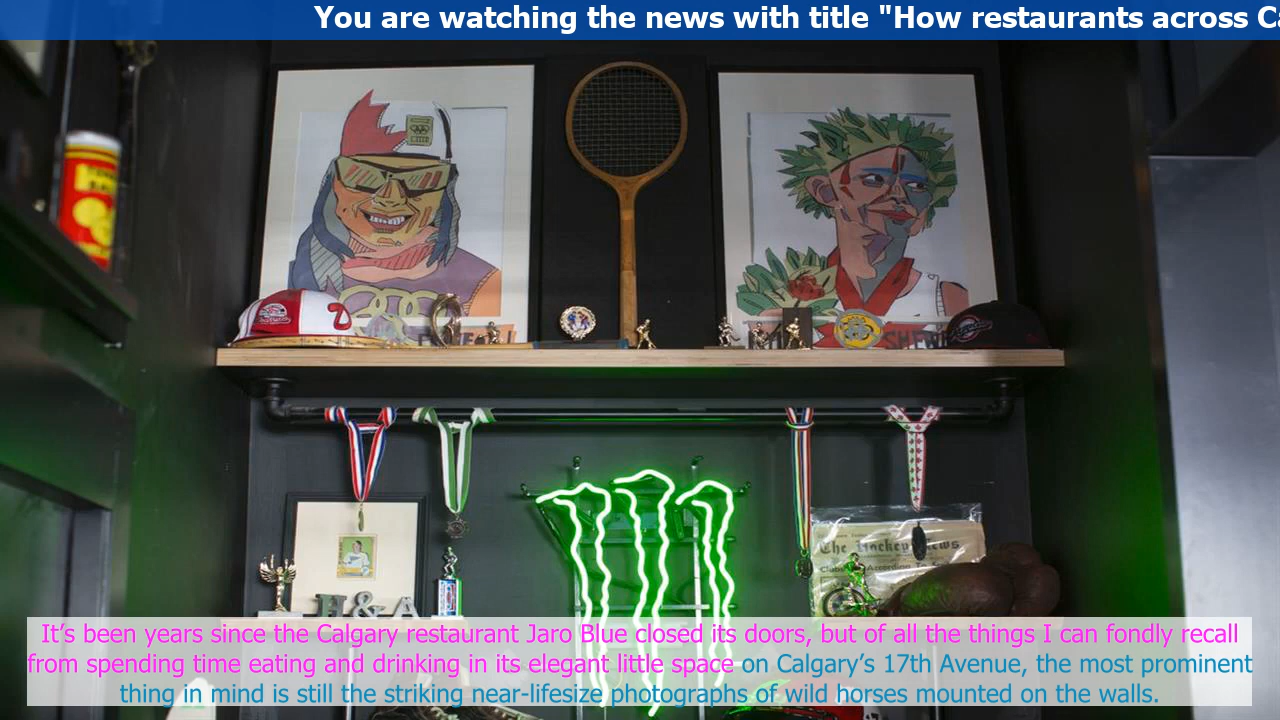 You are watching the news with title "How restaurants across Ca
The Hockey News
H & A
It’s been years since the Calgary restaurant Jaro Blue closed its doors, but of all the things I can fondly recall
from spending time eating and drinking in its elegant little space on Calgary’s 17th Avenue, the most prominent
thing in mind is still the striking near-lifesize photographs of wild horses mounted on the walls.